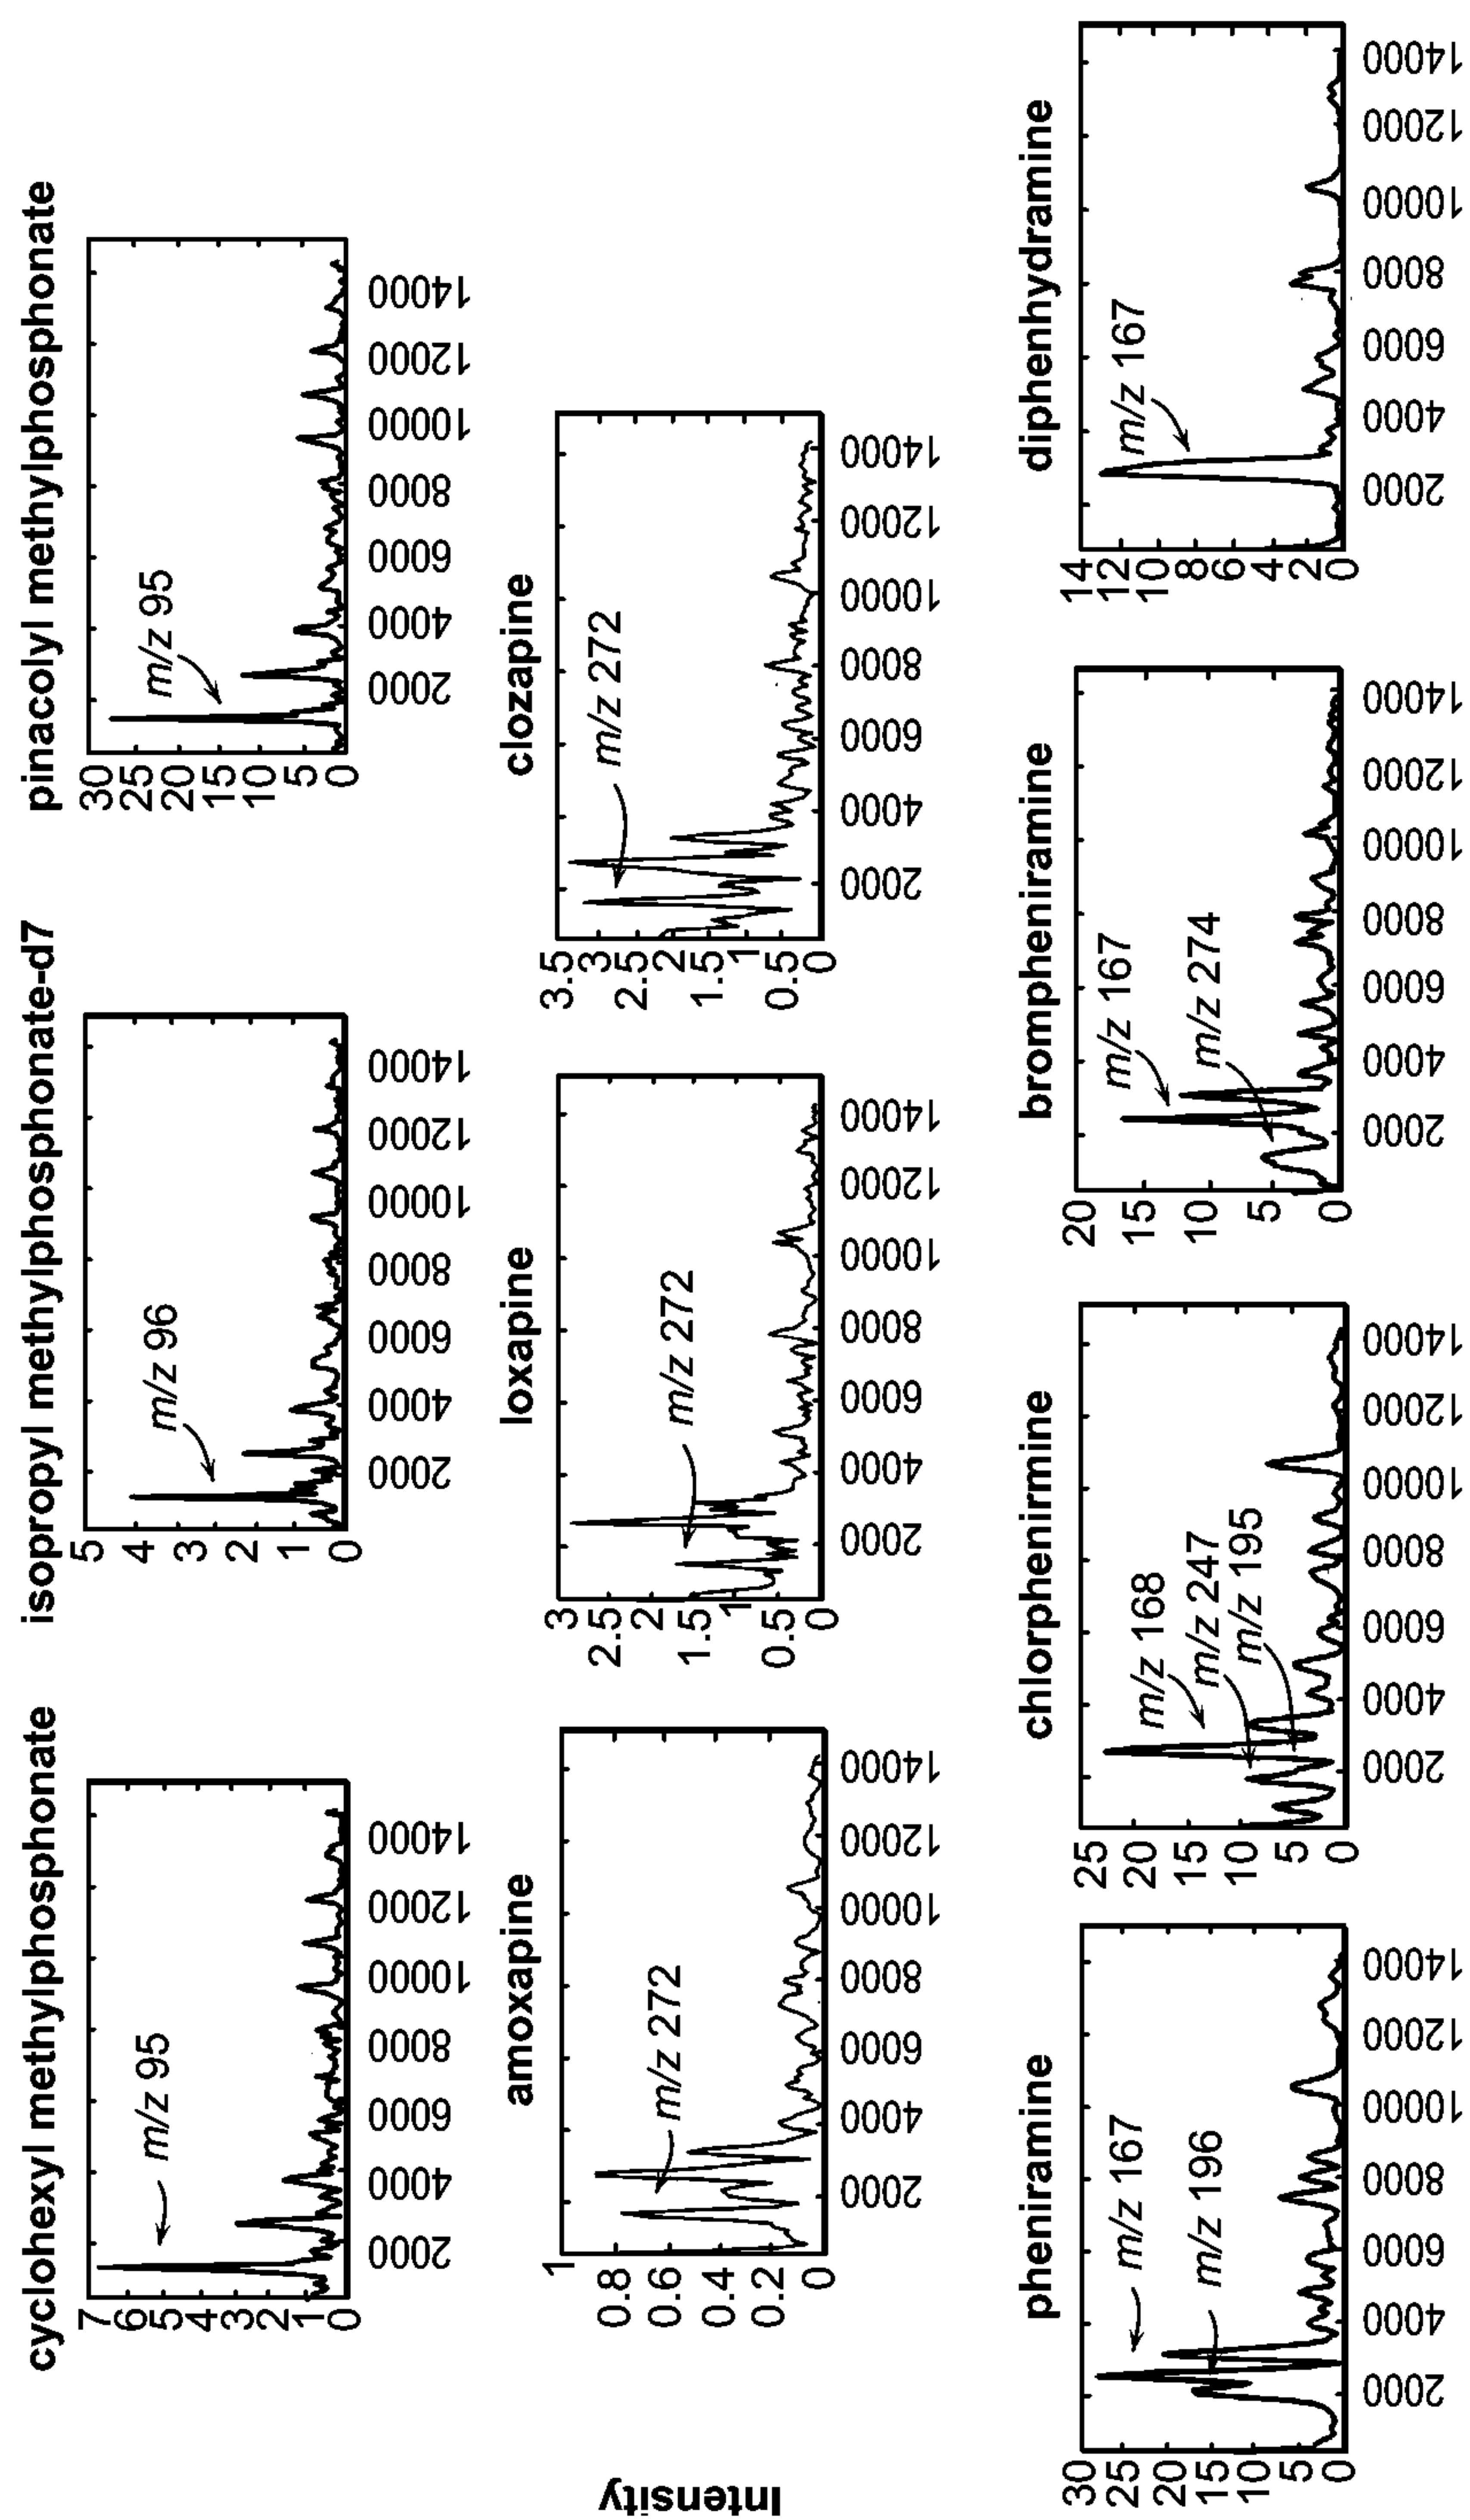 cyclohexyl methylphosphonate
7
6
5
4
3
2
1
0
m/z 95
2000 4000 6000 8000 10000 12000 14000
isopropyl methylphosphonate-d7
5
4
3
2
1
0
m/z 96
2000 4000 6000 8000 10000 12000 14000
pinacolyl methylphosphonate
30
25
20
15
10
5
0
m/z 95
2000 4000 6000 8000 10000 12000 14000
Intensity
amoxapine
1
0.8
0.6
0.4
0.2
0
m/z 272
2000 4000 6000 8000 10000 12000 14000
loxapine
3
2.5
2
1.5
1
0.5
0
m/z 272
2000 4000 6000 8000 10000 12000 14000
clozapine
3.5
3
2.5
2
1.5
1
0.5
0
m/z 272
2000 4000 6000 8000 10000 12000 14000
pheniramine
30
25
20
15
10
5
0
m/z 167
m/z 196
2000 4000 6000 8000 10000 12000 14000
chlorphenirmine
25
20
15
10
5
0
m/z 168
m/z 247
m/z 195
2000 4000 6000 8000 10000 12000 14000
brompheniramine
20
15
10
5
0
m/z 167
m/z 274
2000 4000 6000 8000 10000 12000 14000
diphenhydramine
14
12
10
8
6
4
2
0
m/z 167
2000 4000 6000 8000 10000 12000 14000